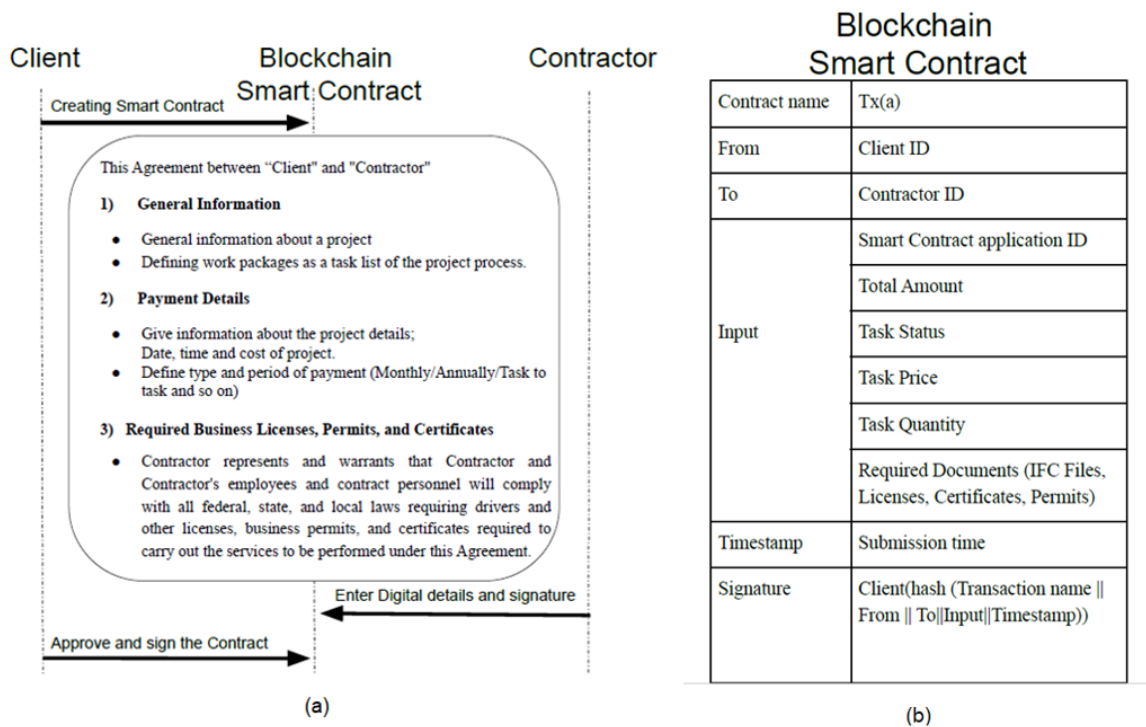 Client
Blockchain
Smart Contract
Contractor
Creating Smart Contract
This Agreement between “Client" and "Contractor"
1) General Information
● General information about a project
● Defining work packages as a task list of the project process.
2) Payment Details
● Give information about the project details;
Date, time and cost of project.
● Define type and period of payment (Monthly/Annually/Task to
task and so on)
3) Required Business Licenses, Permits, and Certificates
● Contractor represents and warrants that Contractor and
Contractor's employees and contract personnel will comply
with all federal, state, and local laws requiring drivers and
other licenses, business permits, and certificates required to
carry out the services to be performed under this Agreement.
Enter Digital details and signature
Approve and sign the Contract
(a)
Blockchain
Smart Contract
Contract name Tx(a)
From Client ID
To Contractor ID
Input
Smart Contract application ID
Total Amount
Task Status
Task Price
Task Quantity
Required Documents (IFC Files,
Licenses, Certificates, Permits)
Timestamp Submission time
Signature Client(hash (Transaction name ||
From || To||Input||Timestamp))
(b)